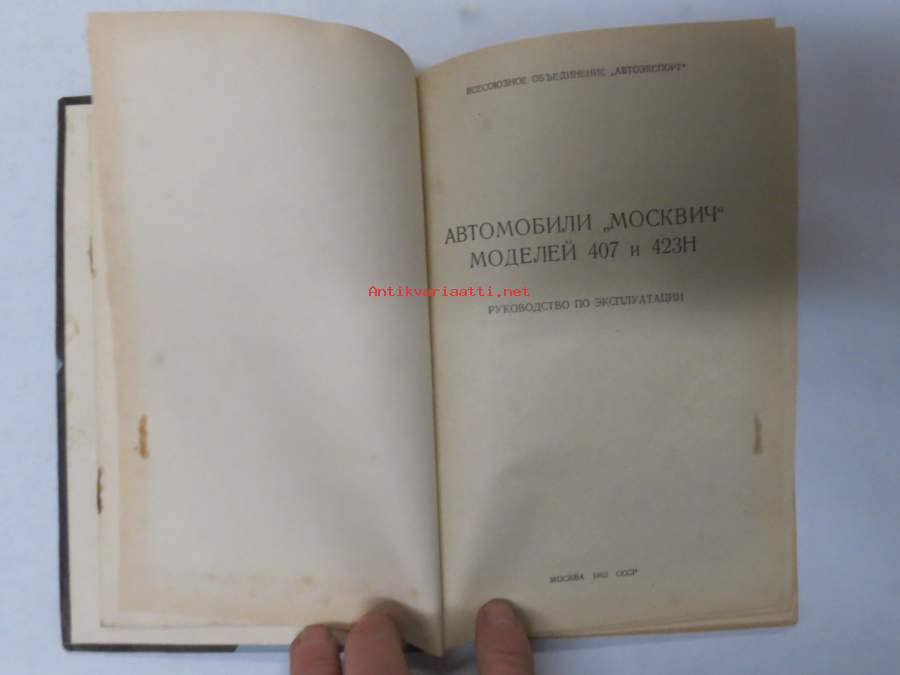 ВСЕСОЮЗНОЕ ОБЪЕДИНЕНИЕ „АВТОЭКСПОРТ“
АВТОМОБИЛИ „МОСКВИЧ“
МОДЕЛЕЙ 407 и 423Н
Antikvariaatti.net
РУКОВОДСТВО ПО ЭКСПЛУАТАЦИИ
МОСКВА СССР